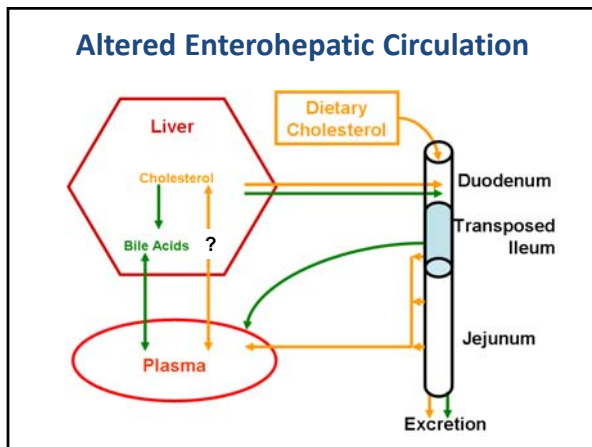 Altered Enterohepatic Circulation
Liver
Dietary
Cholesterol
Cholesterol
Duodenum
Transposed
Ileum
Bile Acids
?
Jejunum
Plasma
Excretion